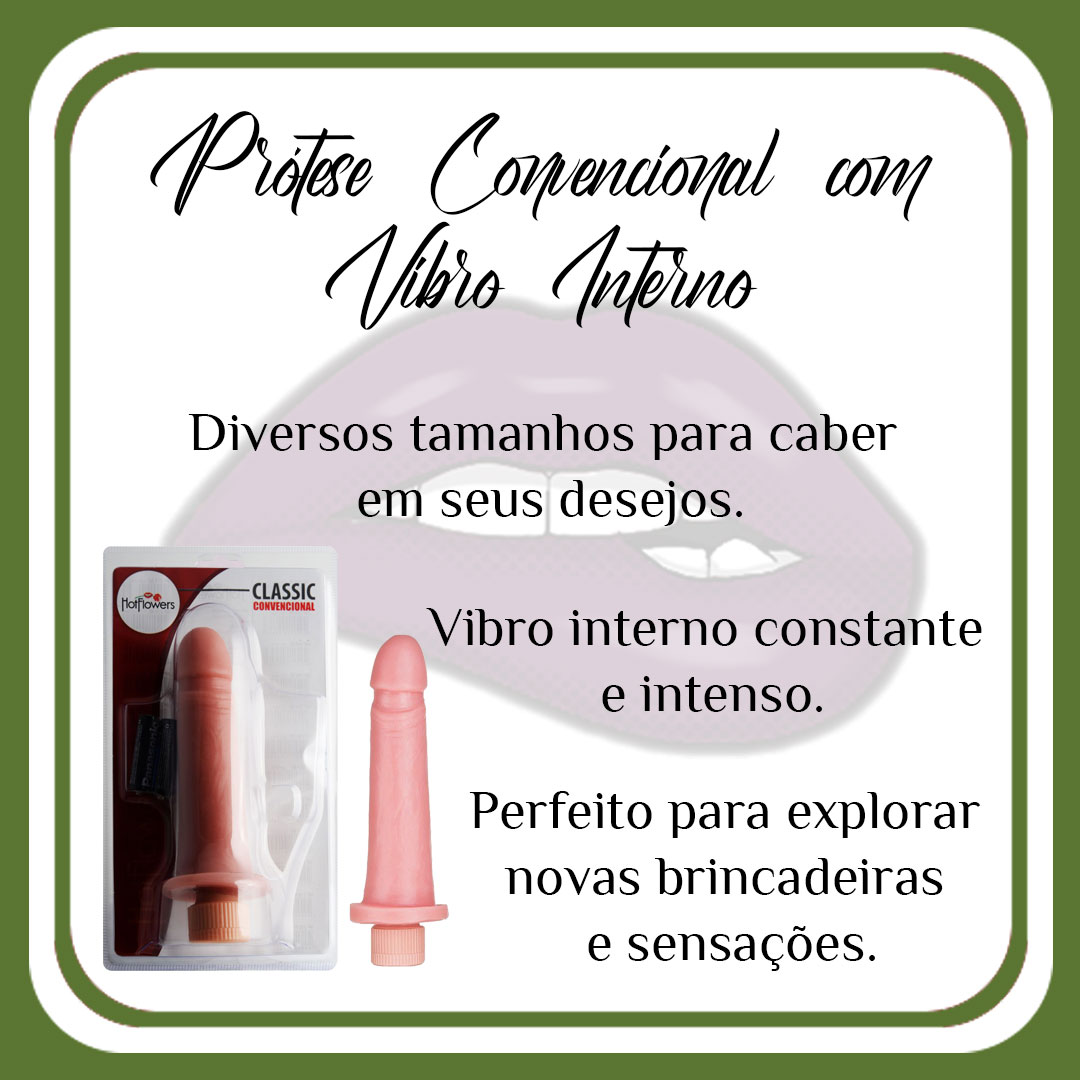 Prótese Convencional com
Vibro Interno
Diversos tamanhos para caber
em seus desejos.
HotFlowers
CLASSIC
CONVENCIONAL
Vibro interno constante
e intenso.
Panasonic
Perfeito para explorar
novas brincadeiras
e sensações.